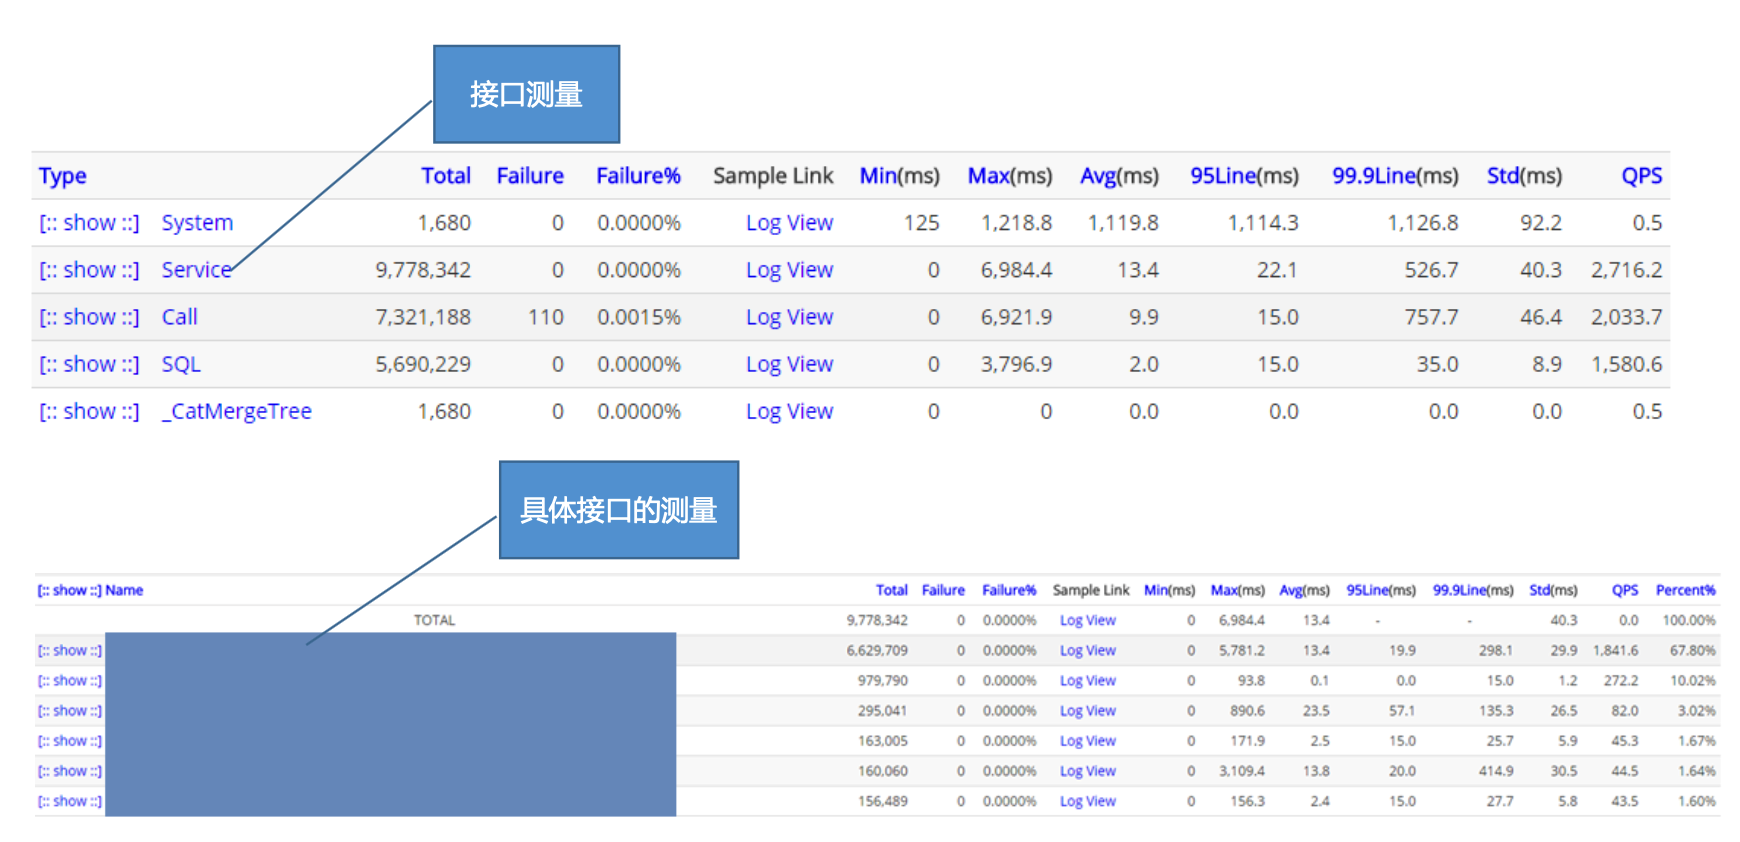 接口测量
Type Total Failure Failure% Sample Link Min(ms) Max(ms) Avg(ms) 95Line(ms) 99.9Line(ms) Std(ms) QPS
[:: show ::] System 1,680 0 0.0000% Log View 125 1,218.8 1,119.8 1,114.3 1,126.8 92.2 0.5
[:: show ::] Service 9,778,342 0 0.0000% Log View 0 6,984.4 13.4 22.1 526.7 40.3 2,716.2
[:: show ::] Call 7,321,188 110 0.0015% Log View 0 6,921.9 9.9 15.0 757.7 46.4 2,033.7
[:: show ::] SQL 5,690,229 0 0.0000% Log View 0 3,796.9 2.0 15.0 35.0 8.9 1,580.6
[:: show ::] _CatMergeTree 1,680 0 0.0000% Log View 0 0 0.0 0.0 0.0 0.0 0.5
具体接口的测量
[:: show ::] Name Total Failure Failure% Sample Link Min(ms) Max(ms) Avg(ms) 95Line(ms) 99.9Line(ms) Std(ms) QPS Percent%
TOTAL 9,778,342 0 0.0000% Log View 0 6,984.4 13.4 - - 40.3 0.0 100.00%
[:: show ::] 6,629,709 0 0.0000% Log View 0 5,781.2 13.4 19.9 298.1 29.9 1,841.6 67.80%
[:: show ::] 979,790 0 0.0000% Log View 0 93.8 0.1 0.0 15.0 1.2 272.2 10.02%
[:: show ::] 295,041 0 0.0000% Log View 0 890.6 23.5 57.1 135.3 26.5 82.0 3.02%
[:: show ::] 163,005 0 0.0000% Log View 0 171.9 2.5 15.0 25.7 5.9 45.3 1.67%
[:: show ::] 160,060 0 0.0000% Log View 0 3,109.4 13.8 20.0 414.9 30.5 44.5 1.64%
[:: show ::] 156,489 0 0.0000% Log View 0 156.3 2.4 15.0 27.7 5.8 43.5 1.60%